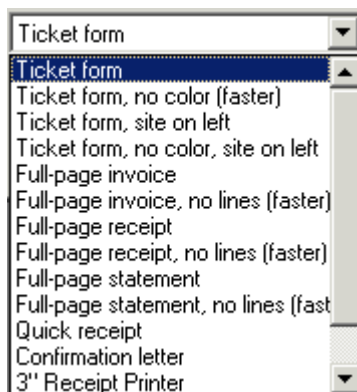 Ticket form
Ticket form
Ticket form, no color (faster)
Ticket form, site on left
Ticket form, no color, site on left
Full-page invoice
Full-page invoice, no lines (faster)
Full-page receipt
Full-page receipt, no lines (faster)
Full-page statement
Full-page statement, no lines (fast
Quick receipt
Confirmation letter
3" Receipt Printer